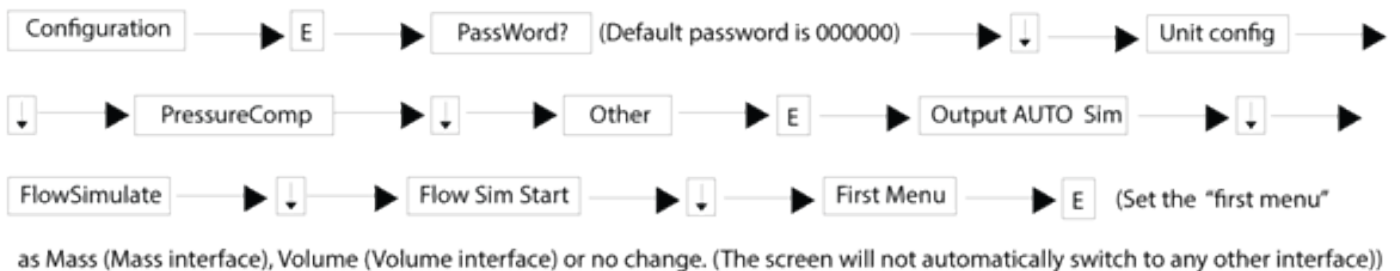 Configuration E PassWord? (Default password is 000000) ↓ Unit config
↓ PressureComp ↓ Other E Output AUTO Sim ↓
FlowSimulate ↓ Flow Sim Start ↓ First Menu E (Set the "first menu"
as Mass (Mass interface), Volume (Volume interface) or no change. (The screen will not automatically switch to any other interface))